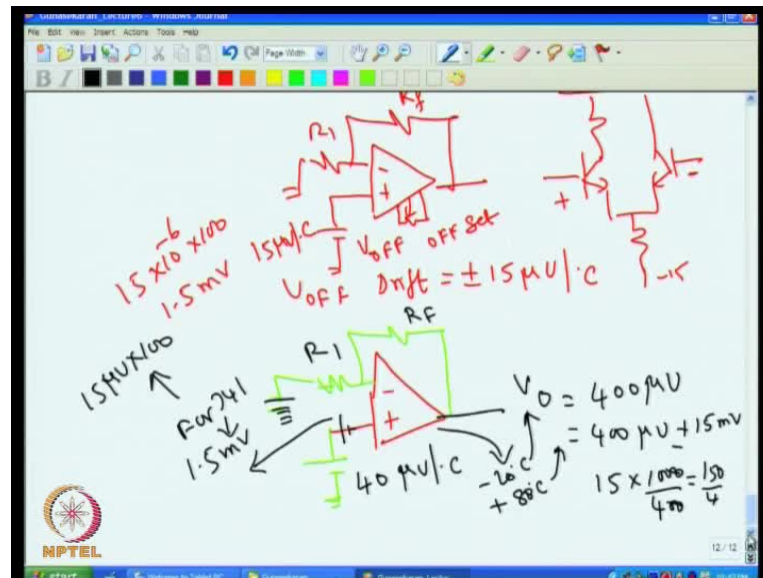 Gunasekaran_Lecture6 - Windows Journal
File Edit View Insert Actions Tools Help
Page Width
B I
Rf
R1
-
+
+
-
15 μV/°C
VOFF OFF Set
-15
15 x 10^-6 x 100
1.5 mV
VOFF Drift = ± 15 μV/°C
RF
R1
15 μV x 100
For 741
1.5 mV
-
+
40 μV/°C
-20°C
+80°C
V0 = 400 μV
= 400 μV ± 15 mV
15 x 1000/400 = 150/4
NPTEL
12 / 12
start